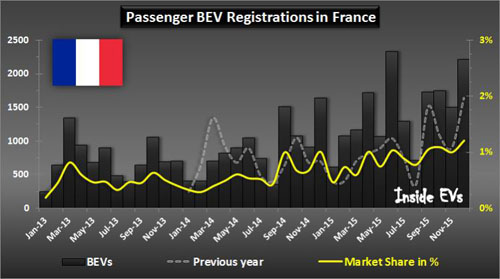 Passenger BEV Registrations in France
2500
2000
1500
1000
500
0
3%
2%
1%
0%
Jan-13
Mar-13
May-13
Jul-13
Sep-13
Nov-13
Jan-14
Mar-14
May-14
Jul-14
Sep-14
Nov-14
Jan-15
Mar-15
May-15
Jul-15
Sep-15
Nov-15
Inside EVs
BEVs
Previous year
Market Share in %